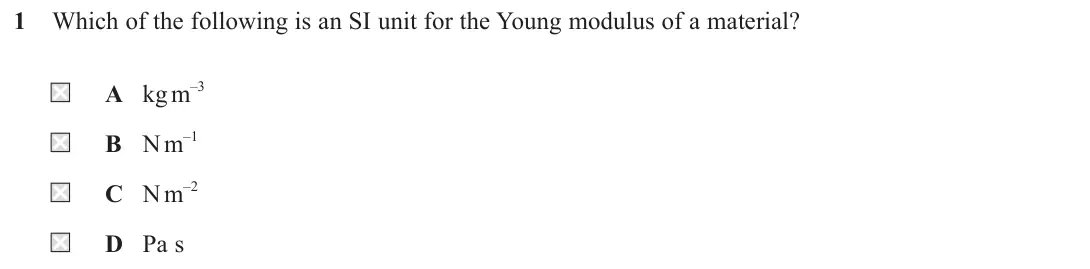 1 Which of the following is an SI unit for the Young modulus of a material?
A kg m⁻³
B N m⁻¹
C N m⁻²
D Pa s